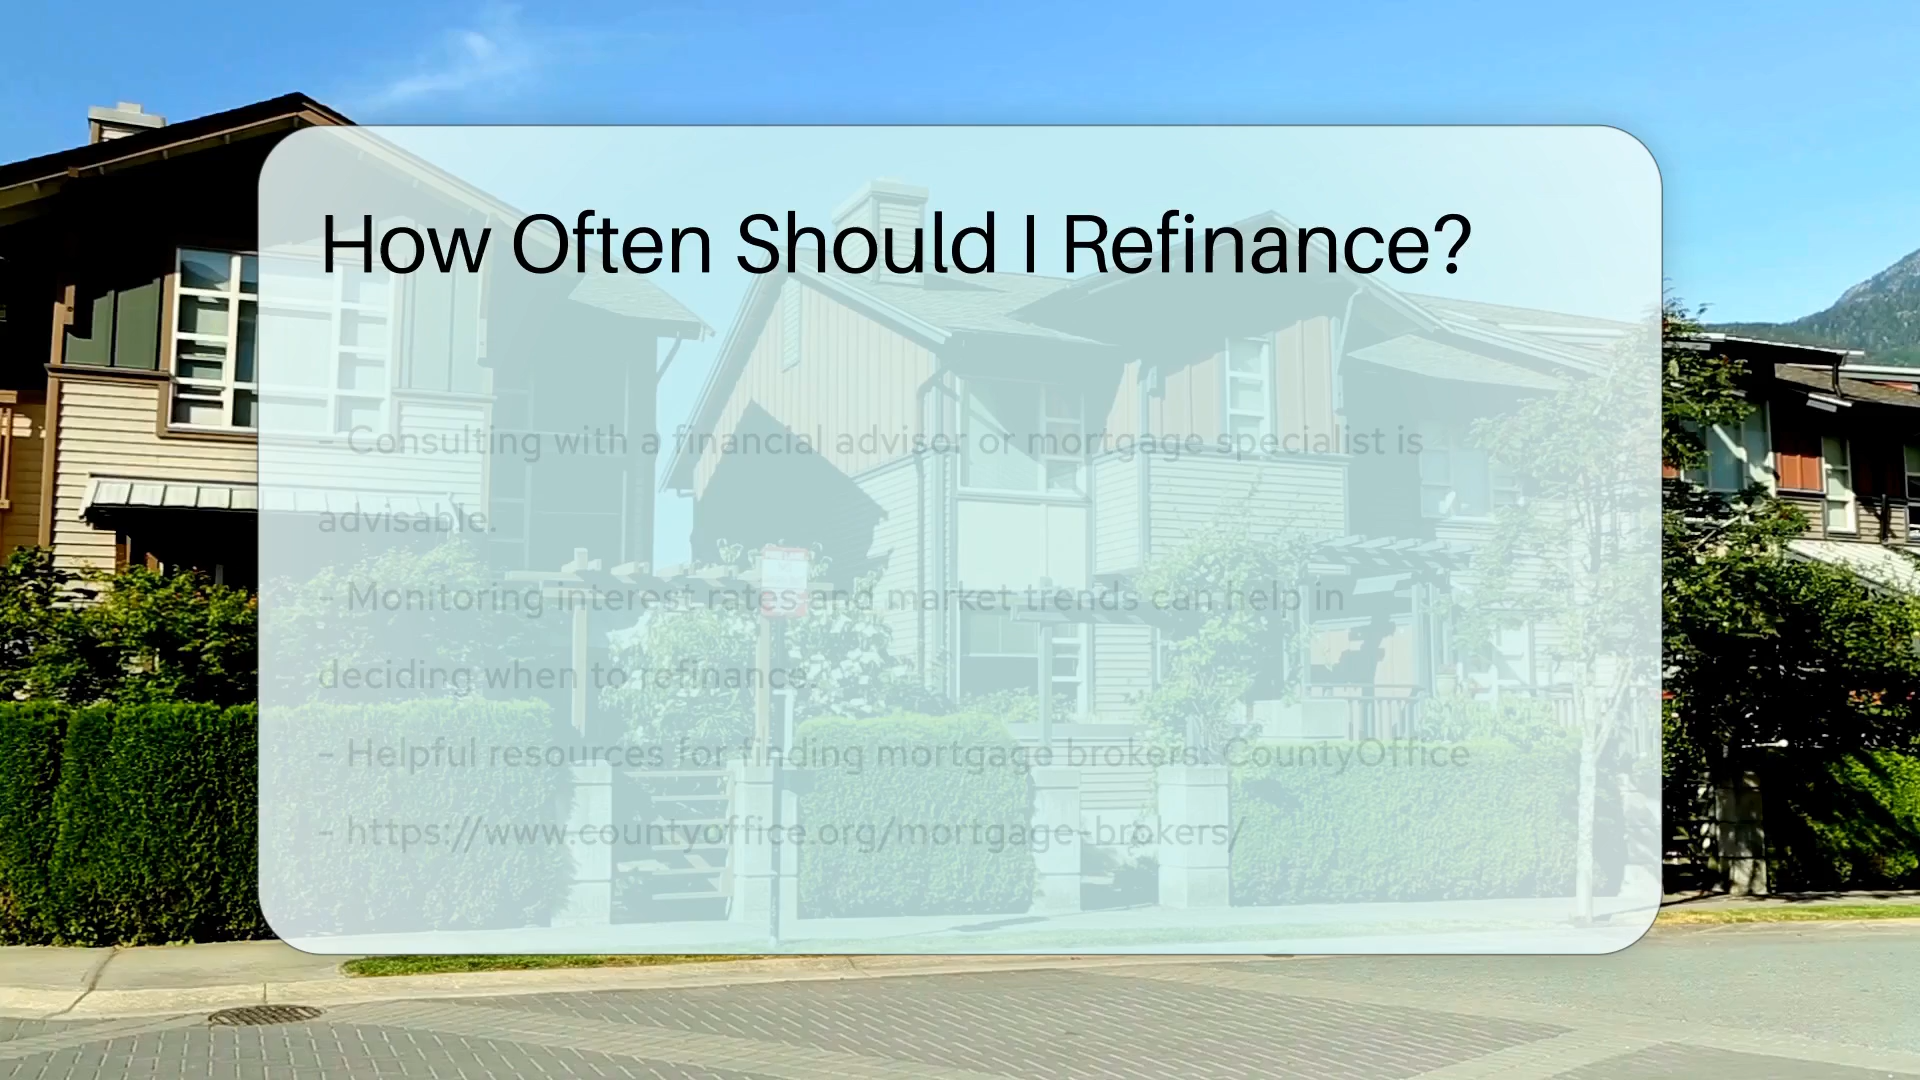 How Often Should I Refinance?
- Consulting with a financial advisor or mortgage specialist is
advisable.
- Monitoring interest rates and market trends can help in
deciding when to refinance.
- Helpful resources for finding mortgage brokers: CountyOffice
- https://www.countyoffice.org/mortgage-brokers/